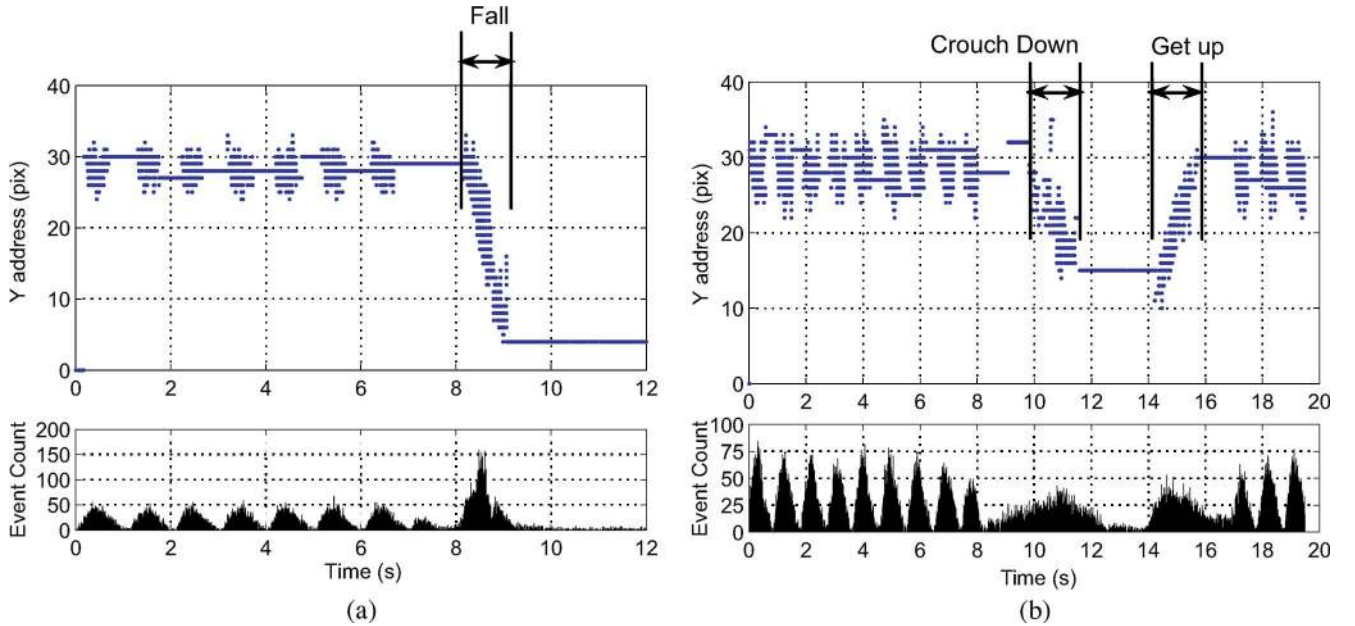 Fall
40
30
20
10
0
Y address (pix)
0 2 4 6 8 10 12
200
150
100
50
0
Event Count
0 2 4 6 8 10 12
Time (s)
(a)
Crouch Down Get up
40
30
20
10
0
Y address (pix)
0 2 4 6 8 10 12 14 16 18 20
100
75
50
25
0
Event Count
0 2 4 6 8 10 12 14 16 18 20
Time (s)
(b)